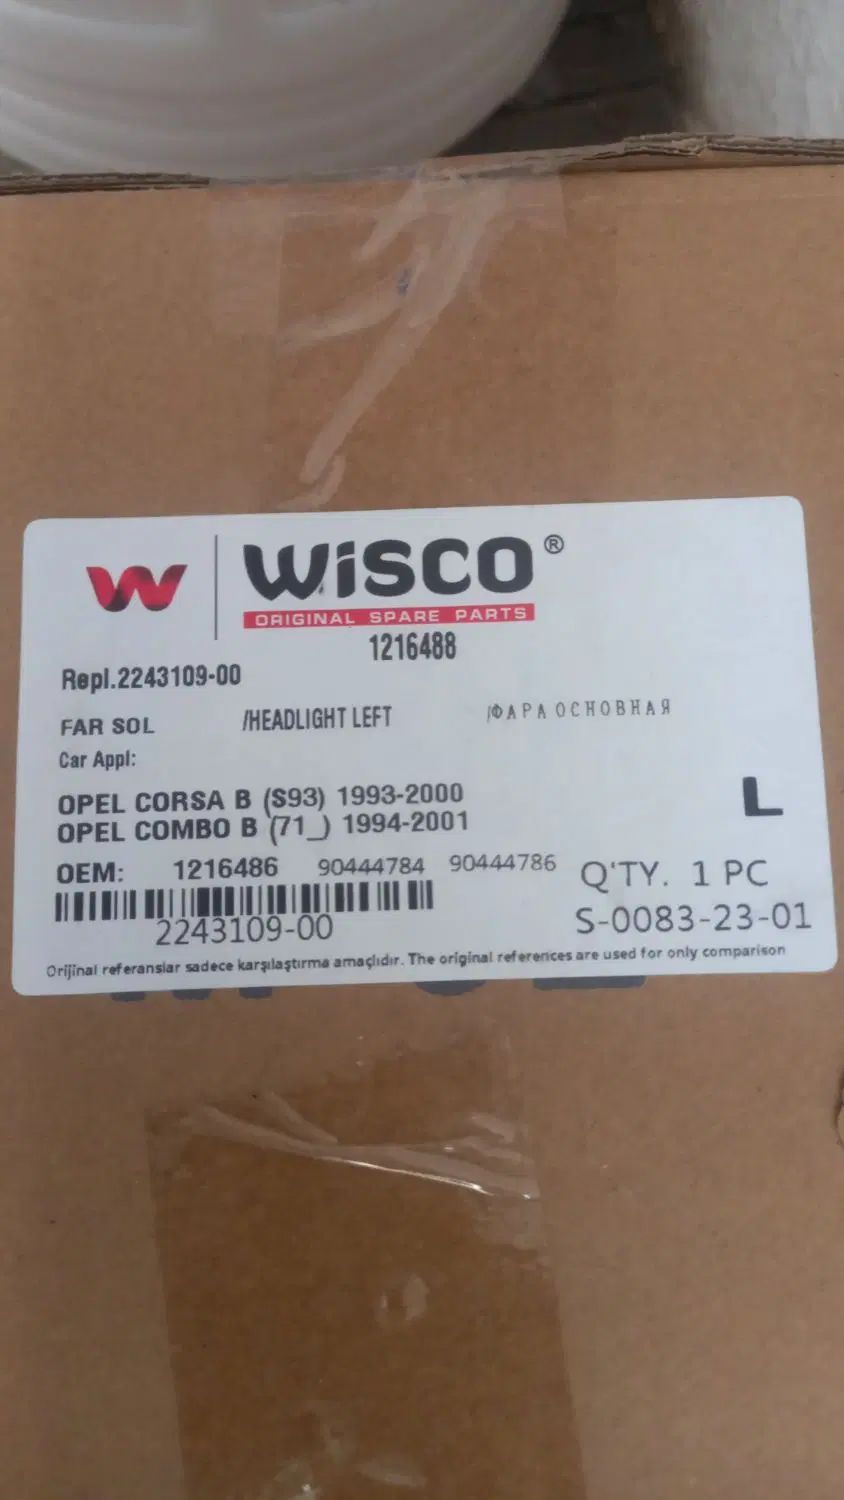 WiSCO®
ORIGINAL SPARE PARTS
1216488
Repl.2243109-00
FAR SOL /HEADLIGHT LEFT /ФАРА ОСНОВНАЯ
Car Appl:
OPEL CORSA B (S93) 1993-2000
OPEL COMBO B (71_) 1994-2001
L
OEM: 1216486 90444784 90444786
Q'TY. 1 PC
2243109-00
S-0083-23-01
Orijinal referanslar sadece karşılaştırma amaçlıdır. The original references are used for only comparison